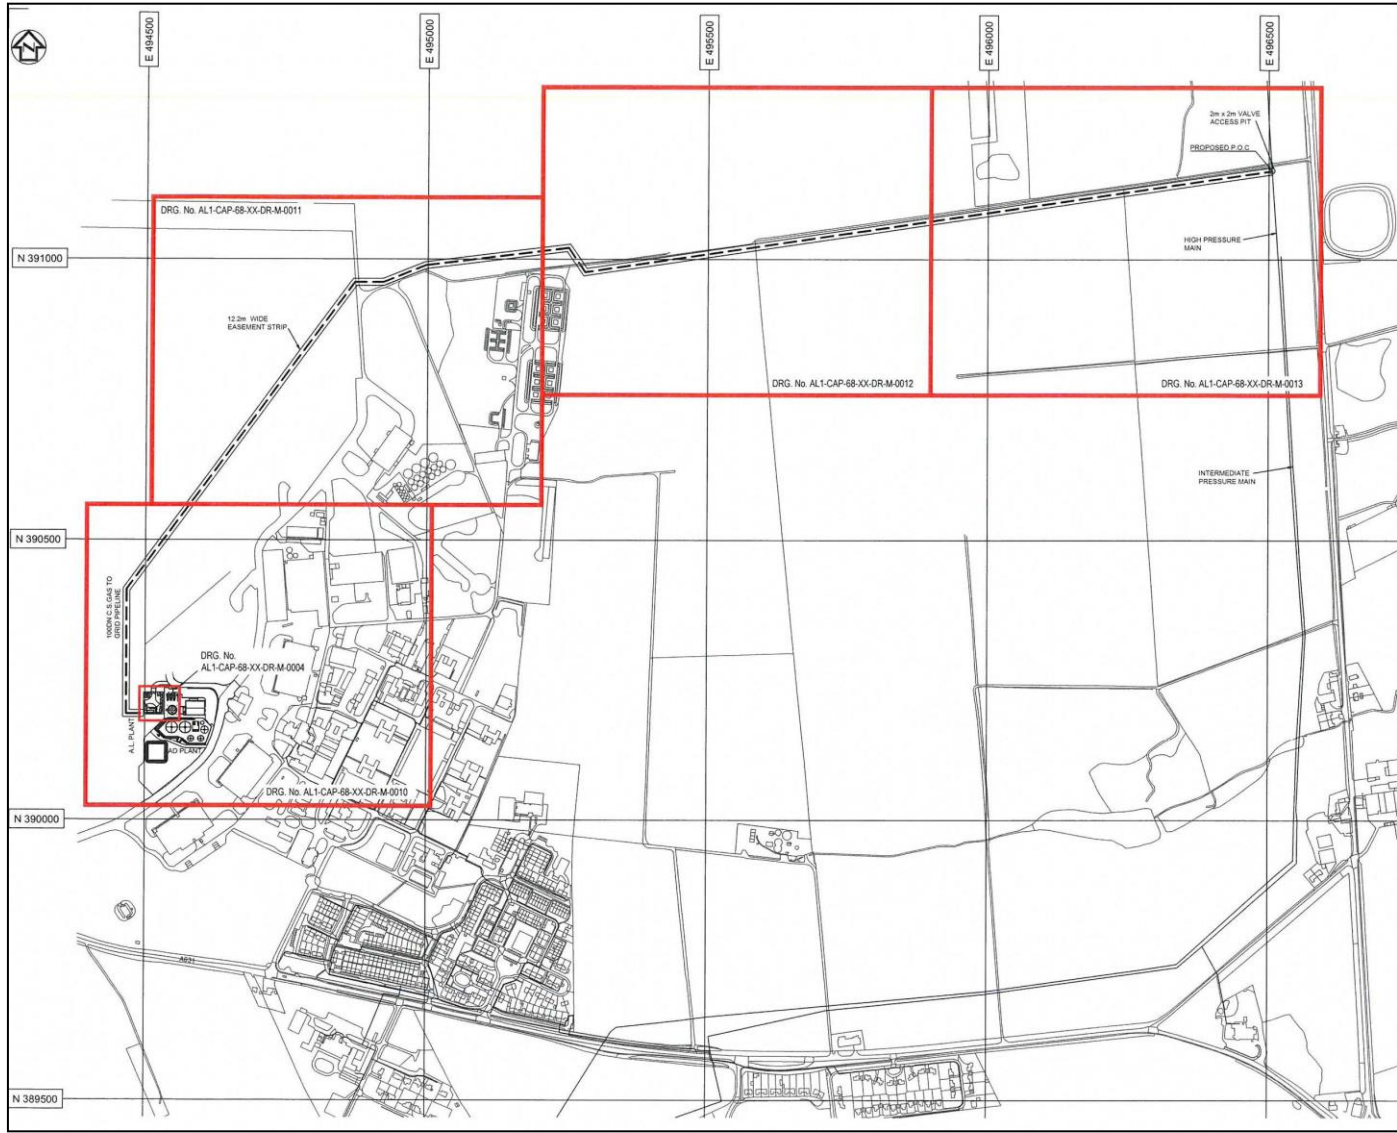 E 494500
E 495000
E 495500
E 496000
E 496500
N
2m x 2m VALVE
ACCESS PIT
PROPOSED P.O.C
DRG. No. AL1-CAP-68-XX-DR-M-0011
HIGH PRESSURE
MAIN
N 391000
12.2m WIDE
EASEMENT STRIP
DRG. No. AL1-CAP-68-XX-DR-M-0012
DRG. No. AL1-CAP-68-XX-DR-M-0013
INTERMEDIATE
PRESSURE MAIN
N 390500
100DN C.S.GAS TO
GRID PIPELINE
DRG. No.
AL1-CAP-68-XX-DR-M-0004
A.L. PLANT
AD PLANT
DRG. No. AL1-CAP-68-XX-DR-M-0010
N 390000
A631
N 389500